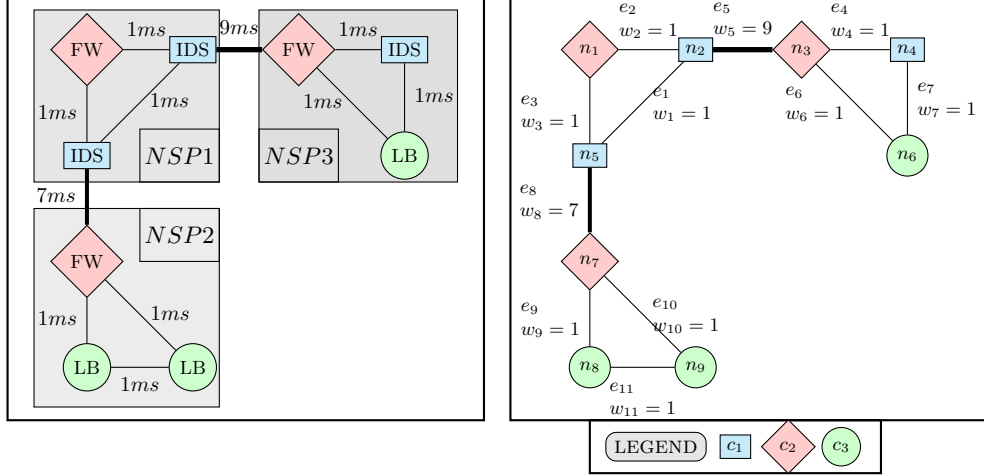 1ms
9ms
1ms
FW
IDS
FW
IDS
1ms
1ms
1ms
1ms
IDS
NSP1
NSP3
LB
7ms
NSP2
FW
1ms
1ms
LB
LB
1ms
e2
w2 = 1
e5
w5 = 9
e4
w4 = 1
n1
n2
n3
n4
e3
w3 = 1
e1
w1 = 1
e6
w6 = 1
e7
w7 = 1
n5
n6
e8
w8 = 7
n7
e9
w9 = 1
e10
w10 = 1
n8
n9
e11
w11 = 1
LEGEND
c1
c2
c3